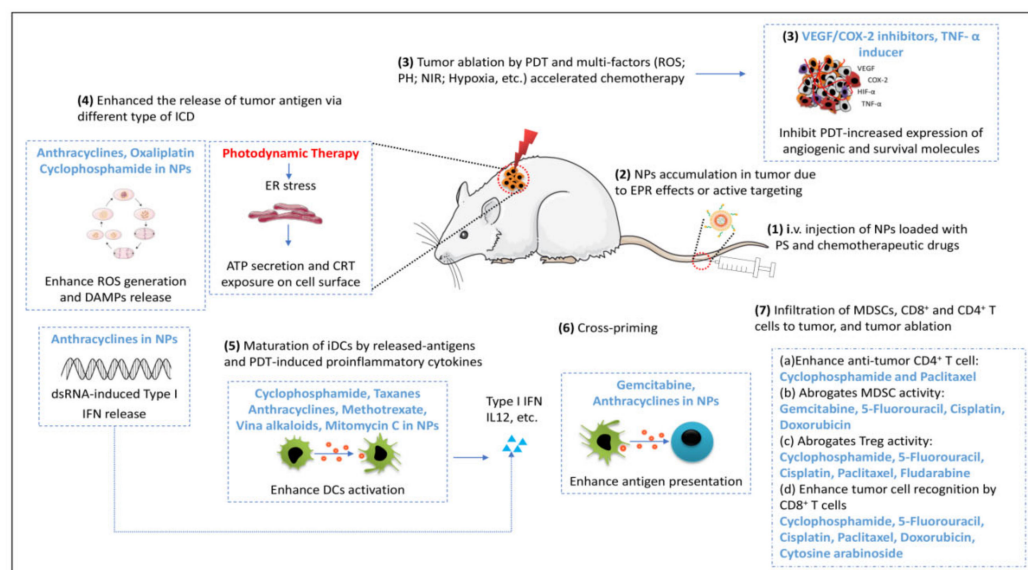 (3) Tumor ablation by PDT and multi-factors (ROS;
PH; NIR; Hypoxia, etc.) accelerated chemotherapy
(3) VEGF/COX-2 inhibitors, TNF- α
inducer
VEGF
COX-2
HIF-α
TNF-α
Inhibit PDT-increased expression of
angiogenic and survival molecules
(4) Enhanced the release of tumor antigen via
different type of ICD
Anthracyclines, Oxaliplatin
Cyclophosphamide in NPs
Enhance ROS generation
and DAMPs release
Photodynamic Therapy
ER stress
ATP secretion and CRT
exposure on cell surface
(2) NPs accumulation in tumor due
to EPR effects or active targeting
(1) i.v. injection of NPs loaded with
PS and chemotherapeutic drugs
Anthracyclines in NPs
dsRNA-induced Type I
IFN release
(5) Maturation of iDCs by released-antigens
and PDT-induced proinflammatory cytokines
Cyclophosphamide, Taxanes
Anthracyclines, Methotrexate,
Vina alkaloids, Mitomycin C in NPs
Enhance DCs activation
Type I IFN
IL12, etc.
(6) Cross-priming
Gemcitabine,
Anthracyclines in NPs
Enhance antigen presentation
(7) Infiltration of MDSCs, CD8⁺ and CD4⁺ T
cells to tumor, and tumor ablation
(a)Enhance anti-tumor CD4⁺ T cell:
Cyclophosphamide and Paclitaxel
(b) Abrogates MDSC activity:
Gemcitabine, 5-Fluorouracil, Cisplatin,
Doxorubicin
(c) Abrogates Treg activity:
Cyclophosphamide, 5-Fluorouracil,
Cisplatin, Paclitaxel, Fludarabine
(d) Enhance tumor cell recognition by
CD8⁺ T cells
Cyclophosphamide, 5-Fluorouracil,
Cisplatin, Paclitaxel, Doxorubicin,
Cytosine arabinoside